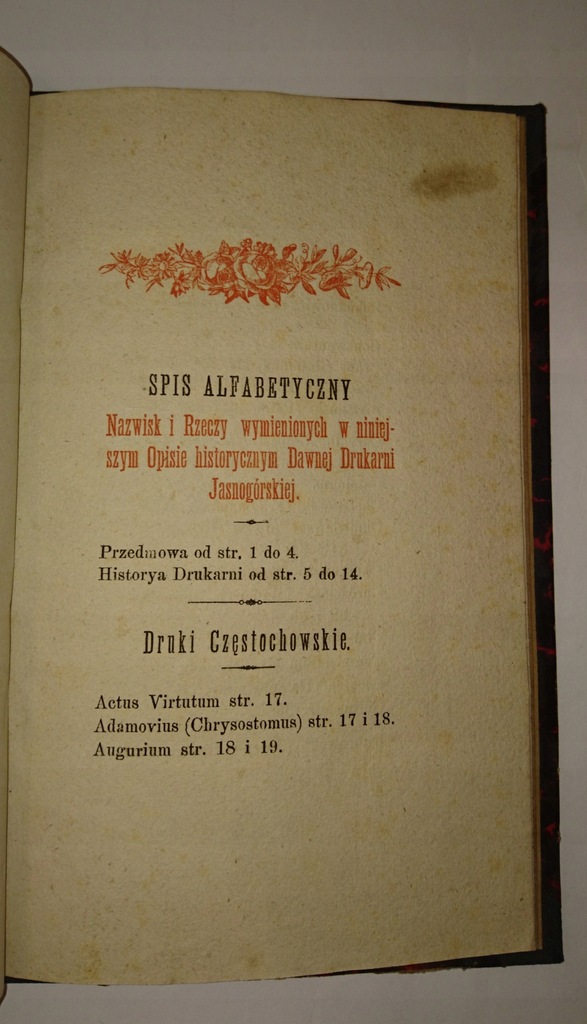 SPIS ALFABETYCZNY
Nazwisk i Rzeczy wymienionych w niniej-
szym Opisie historycznym Dawnej Drukarni
Jasnogórskiej.
Przedmowa od str. 1 do 4.
Historya Drukarni od str. 5 do 14.
Druki Częstochowskie.
Actus Virtutum str. 17.
Adamovius (Chrysostomus) str. 17 i 18.
Augurium str. 18 i 19.